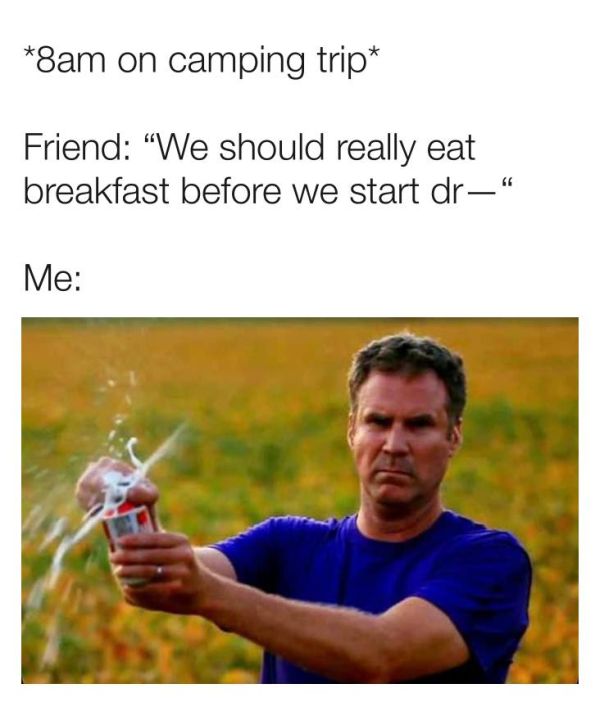 *8am on camping trip*
Friend: “We should really eat
breakfast before we start dr—“
Me: